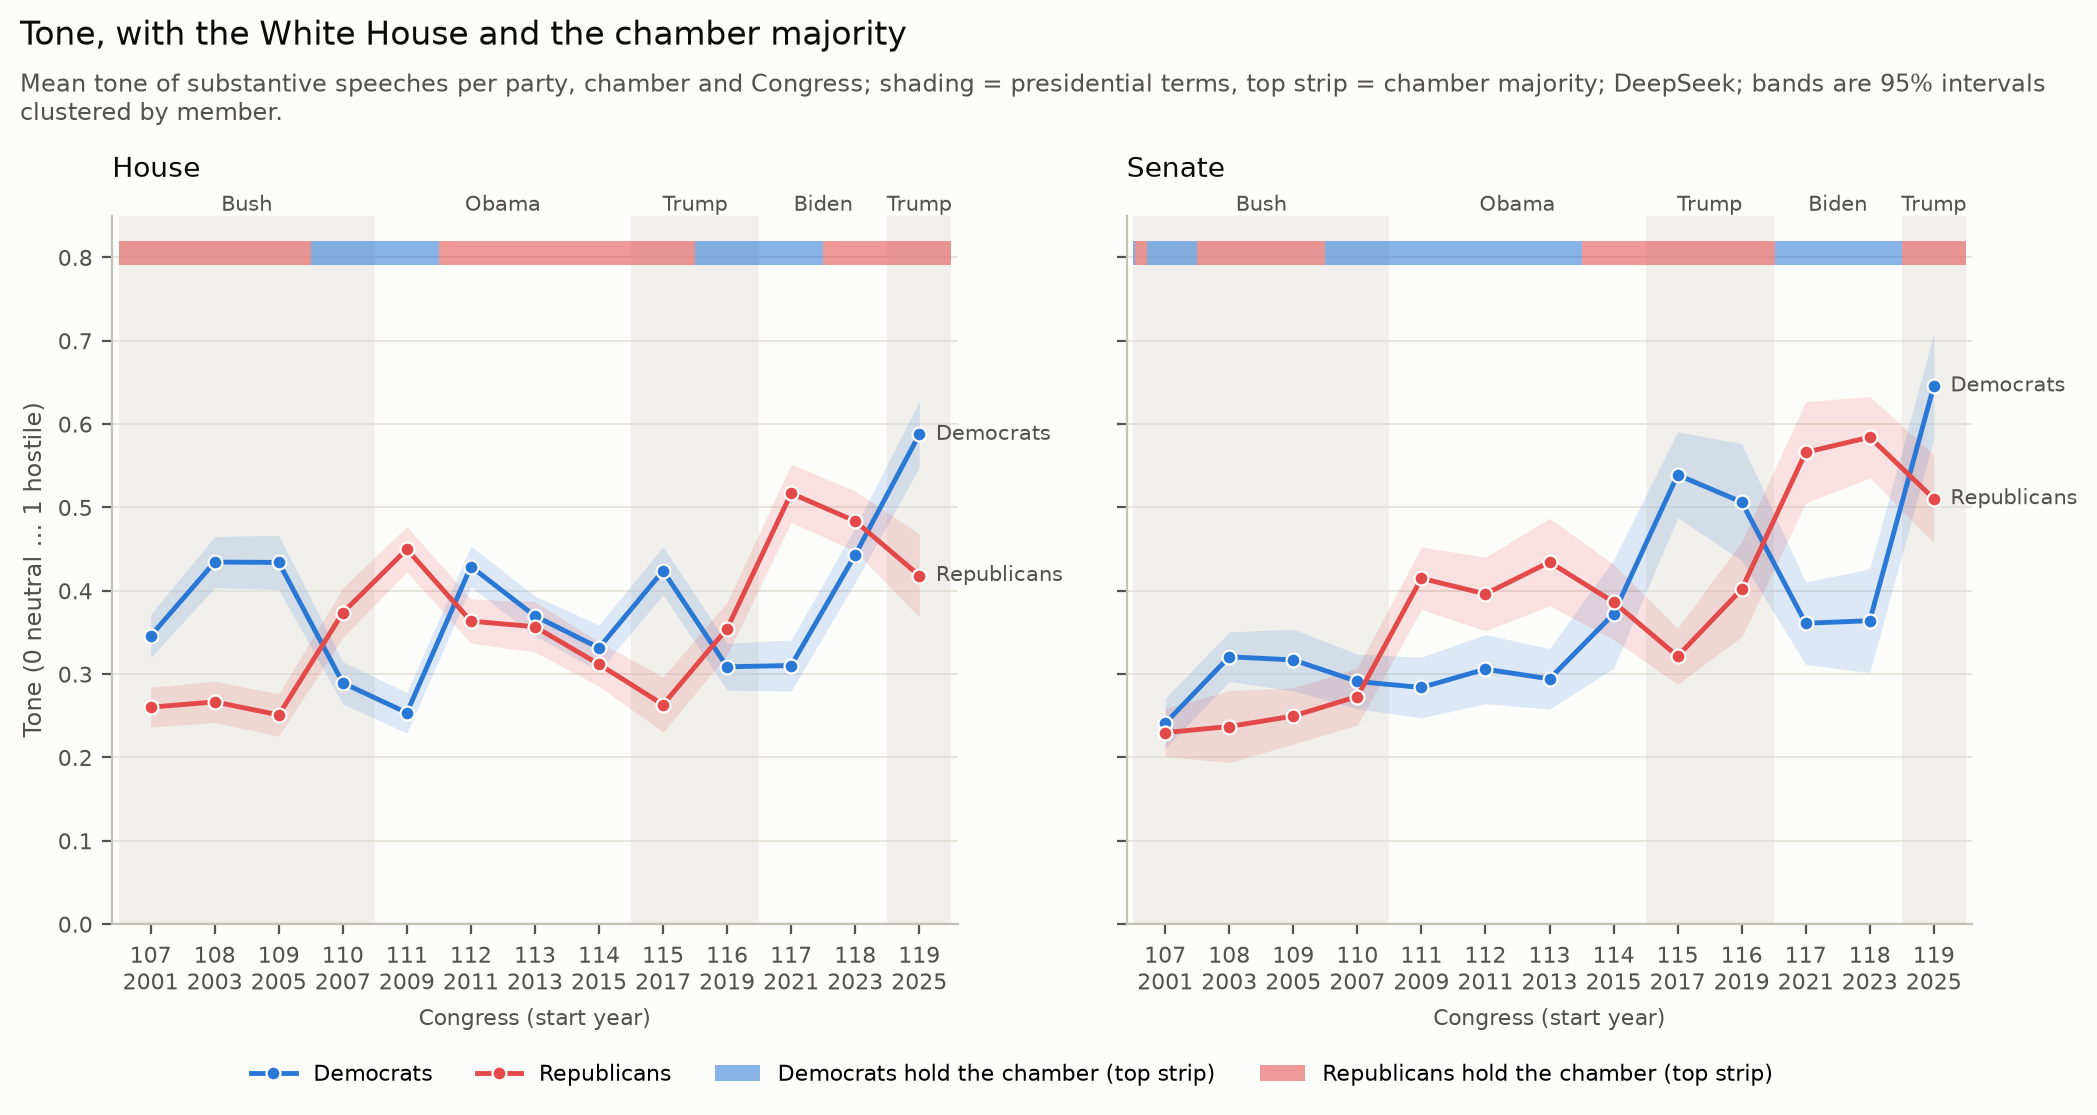 Tone, with the White House and the chamber majority
Mean tone of substantive speeches per party, chamber and Congress; shading = presidential terms, top strip = chamber majority; DeepSeek; bands are 95% intervals
clustered by member.
House
Bush Obama Trump Biden Trump
Tone (0 neutral … 1 hostile)
0.8
0.7
0.6
0.5
0.4
0.3
0.2
0.1
0.0
Democrats
Republicans
107 108 109 110 111 112 113 114 115 116 117 118 119
2001 2003 2005 2007 2009 2011 2013 2015 2017 2019 2021 2023 2025
Congress (start year)
Senate
Bush Obama Trump Biden Trump
Democrats
Republicans
107 108 109 110 111 112 113 114 115 116 117 118 119
2001 2003 2005 2007 2009 2011 2013 2015 2017 2019 2021 2023 2025
Congress (start year)
Democrats Republicans Democrats hold the chamber (top strip) Republicans hold the chamber (top strip)